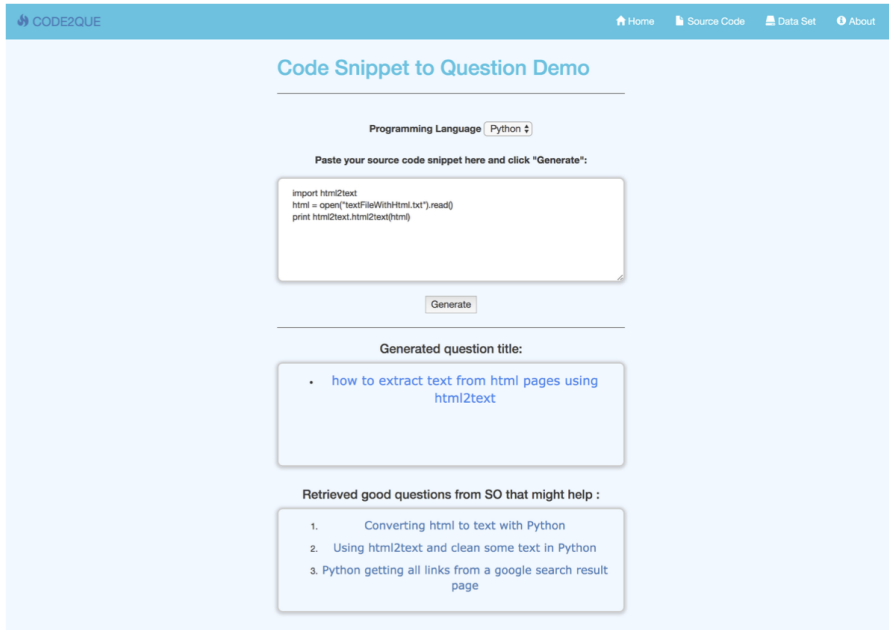 CODE2QUE
Home Source Code Data Set About
Code Snippet to Question Demo
Programming Language Python
Paste your source code snippet here and click "Generate":
import html2text
html = open("textFileWithHtml.txt").read()
print html2text.html2text(html)
Generate
Generated question title:
• how to extract text from html pages using
html2text
Retrieved good questions from SO that might help :
1. Converting html to text with Python
2. Using html2text and clean some text in Python
3. Python getting all links from a google search result
page